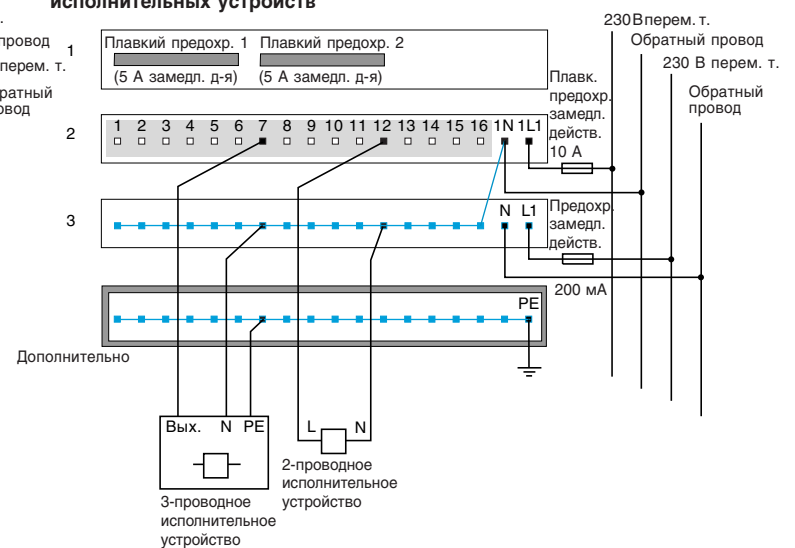 исполнительных устройств
т.
провод
перем. т.
ратный
овод
230 В перем. т.
Обратный провод
230 В перем. т.
Обратный
провод
1
Плавкий предохр. 1 Плавкий предохр. 2
(5 А замедл. д-я) (5 А замедл. д-я)
Плавк.
предохр.
замедл.
действ.
10 А
2
1 2 3 4 5 6 7 8 9 10 11 12 13 14 15 16 1N 1L1
3
N L1
Предохр.
замедл.
действ.
200 мА
PE
Дополнительно
Вых. N PE
L N
2-проводное
исполнительное
устройство
3-проводное
исполнительное
устройство